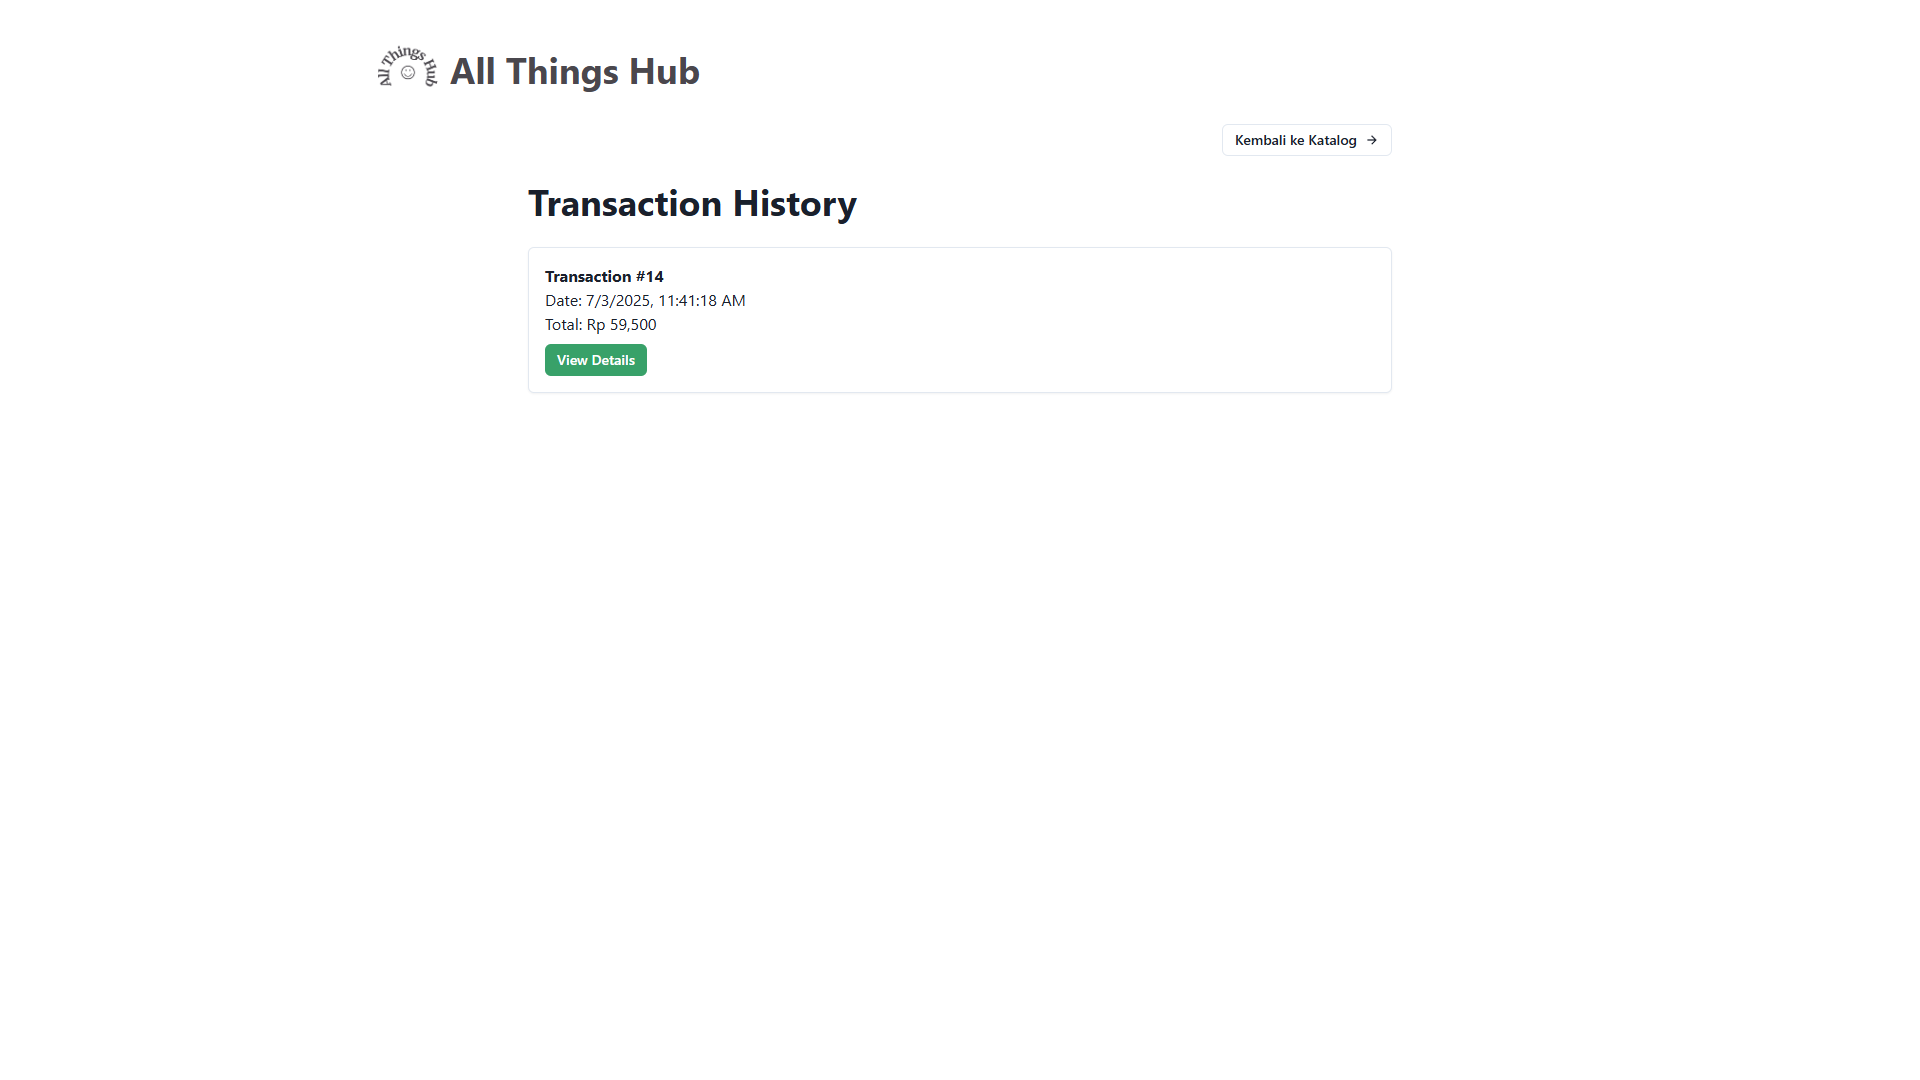 All Things Hub
All Things Hub
Kembali ke Katalog
Transaction History
Transaction #14
Date: 7/3/2025, 11:41:18 AM
Total: Rp 59,500
View Details